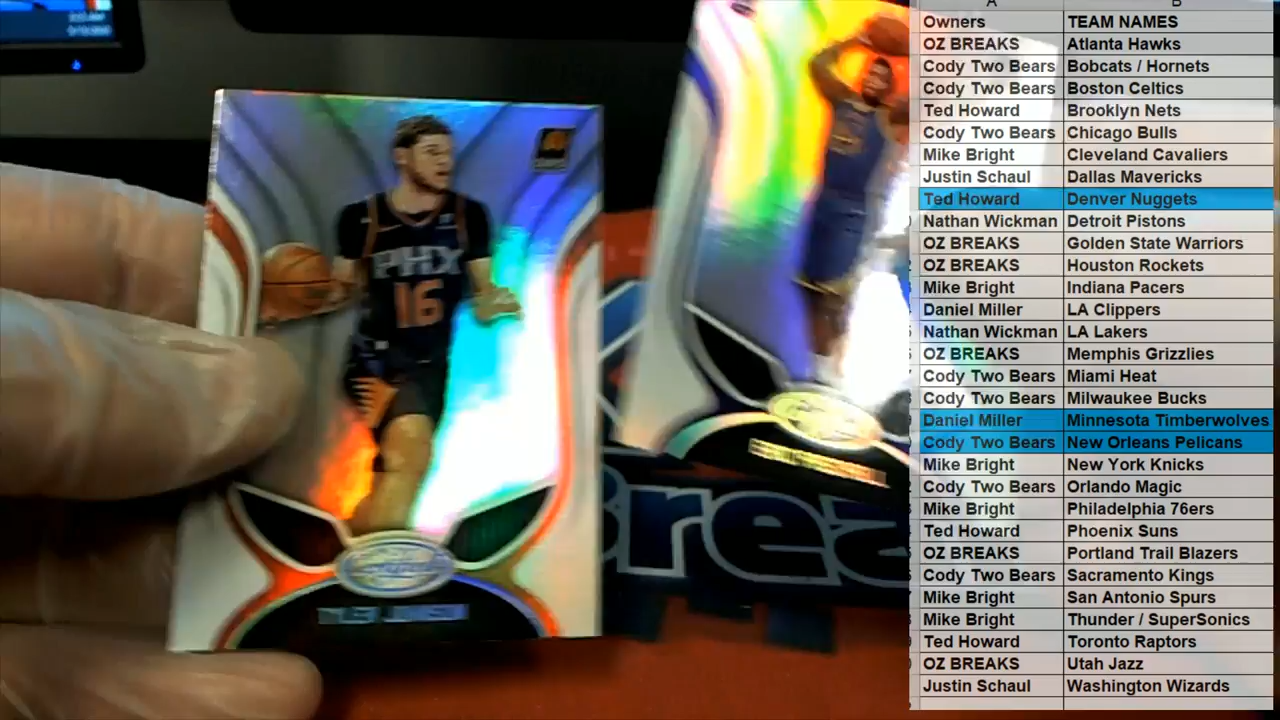 A B
Owners TEAM NAMES
OZ BREAKS Atlanta Hawks
Cody Two Bears Bobcats / Hornets
Cody Two Bears Boston Celtics
Ted Howard Brooklyn Nets
Cody Two Bears Chicago Bulls
Mike Bright Cleveland Cavaliers
Justin Schaul Dallas Mavericks
Ted Howard Denver Nuggets
Nathan Wickman Detroit Pistons
OZ BREAKS Golden State Warriors
OZ BREAKS Houston Rockets
Mike Bright Indiana Pacers
Daniel Miller LA Clippers
Nathan Wickman LA Lakers
OZ BREAKS Memphis Grizzlies
Cody Two Bears Miami Heat
Cody Two Bears Milwaukee Bucks
Daniel Miller Minnesota Timberwolves
Cody Two Bears New Orleans Pelicans
Mike Bright New York Knicks
Cody Two Bears Orlando Magic
Mike Bright Philadelphia 76ers
Ted Howard Phoenix Suns
OZ BREAKS Portland Trail Blazers
Cody Two Bears Sacramento Kings
Mike Bright San Antonio Spurs
Mike Bright Thunder / SuperSonics
Ted Howard Toronto Raptors
OZ BREAKS Utah Jazz
Justin Schaul Washington Wizards
PHX
16
TYLER JOHNSON
Brea